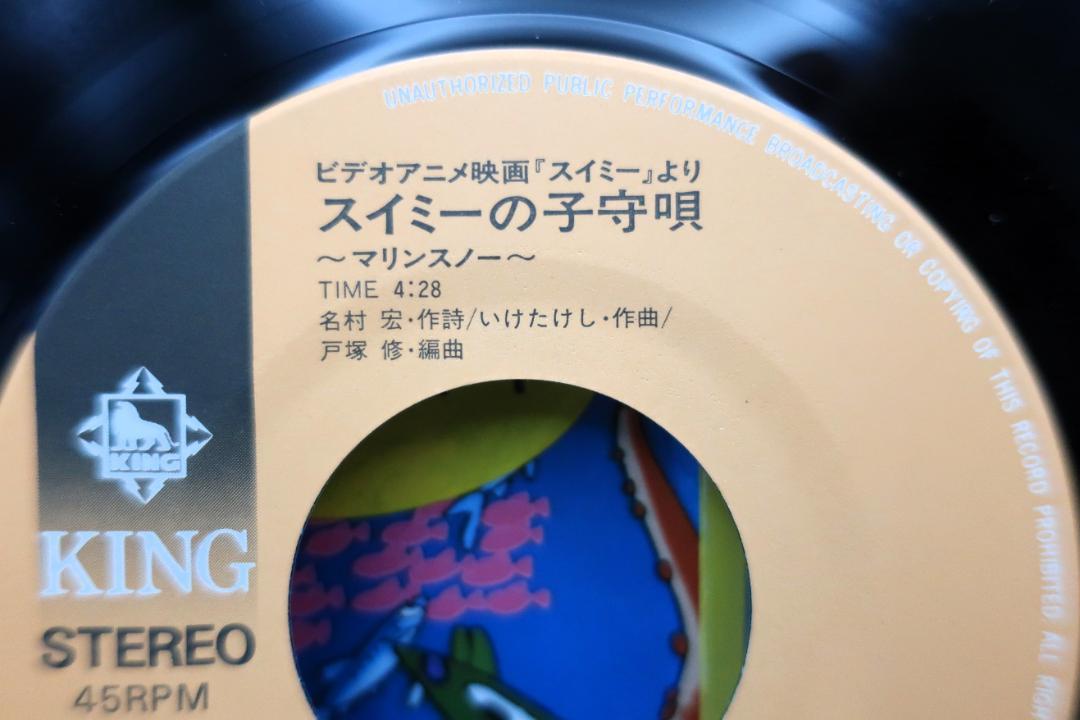 UNAUTHORIZED PUBLIC PERFORMANCE BROADCASTING OR COPYING OF THIS RECORD PROHIBITED ALL RIGH
ビデオアニメ映画『スイミー』より
スイミーの子守唄
～マリンスノー～
TIME 4:28
名村 宏・作詩/いけたけし・作曲/
戸塚 修・編曲
KING
KING
STEREO
45RPM